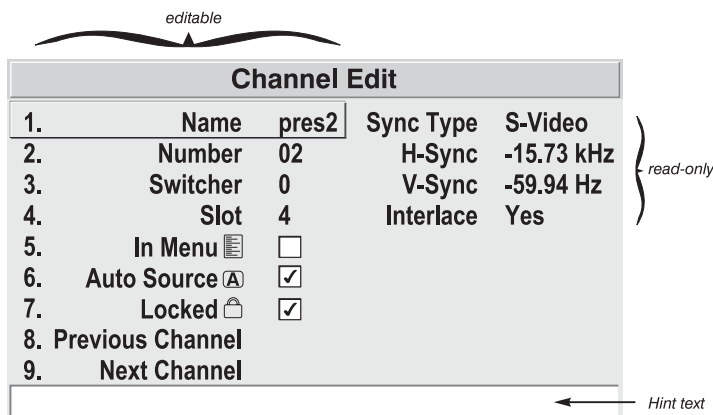 editable
Channel Edit
1. Name pres2 Sync Type S-Video
2. Number 02 H-Sync -15.73 kHz
3. Switcher 0 V-Sync -59.94 Hz
4. Slot 4 Interlace Yes
read-only
5. In Menu
6. Auto Source A
7. Locked
8. Previous Channel
9. Next Channel
Hint text